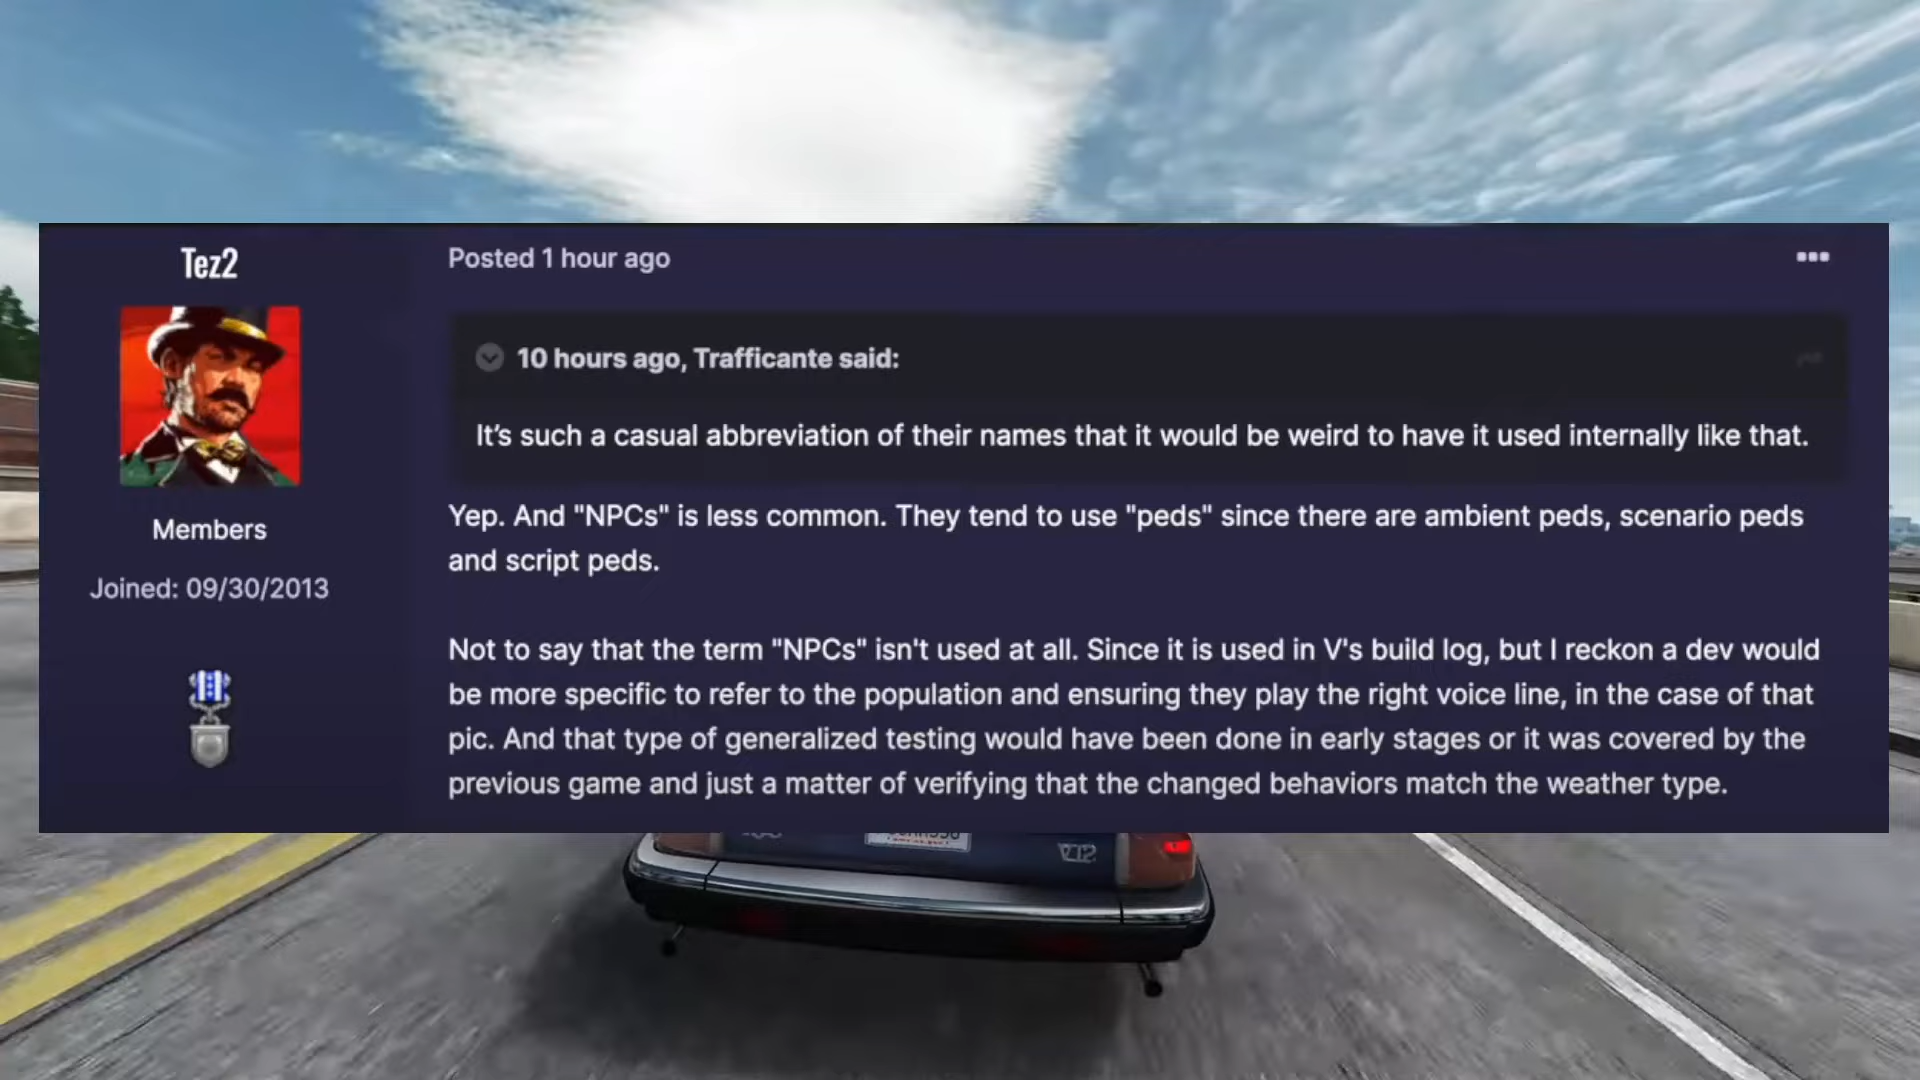 Tez2
Members
Joined: 09/30/2013
Posted 1 hour ago
10 hours ago, Trafficante said:
It's such a casual abbreviation of their names that it would be weird to have it used internally like that.
Yep. And "NPCs" is less common. They tend to use "peds" since there are ambient peds, scenario peds
and script peds.
Not to say that the term "NPCs" isn't used at all. Since it is used in V's build log, but I reckon a dev would
be more specific to refer to the population and ensuring they play the right voice line, in the case of that
pic. And that type of generalized testing would have been done in early stages or it was covered by the
previous game and just a matter of verifying that the changed behaviors match the weather type.
V12